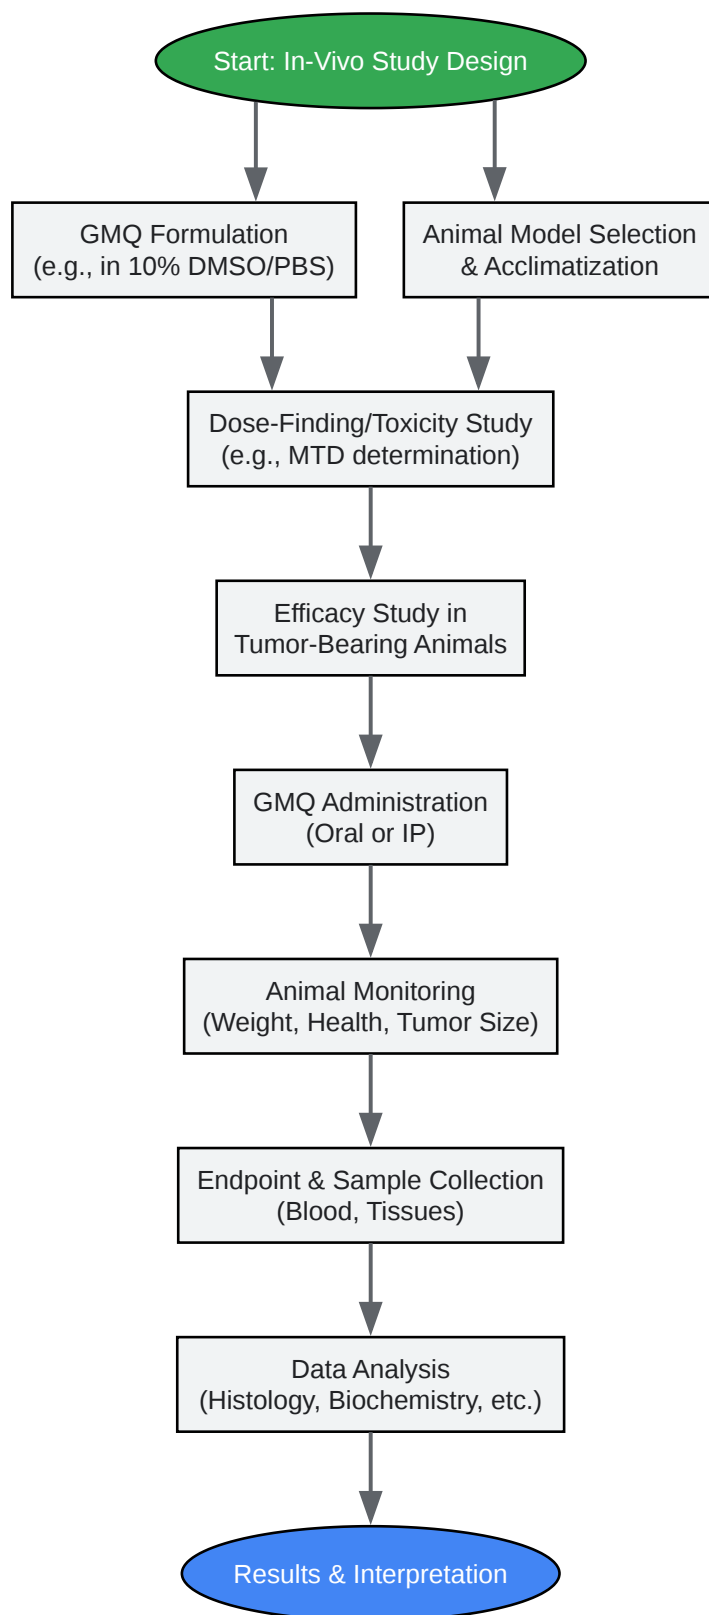 Start: In-Vivo Study Design
GMQ Formulation
(e.g., in 10% DMSO/PBS)
Animal Model Selection
& Acclimatization
Dose-Finding/Toxicity Study
(e.g., MTD determination)
Efficacy Study in
Tumor-Bearing Animals
GMQ Administration
(Oral or IP)
Animal Monitoring
(Weight, Health, Tumor Size)
Endpoint & Sample Collection
(Blood, Tissues)
Data Analysis
(Histology, Biochemistry, etc.)
Results & Interpretation